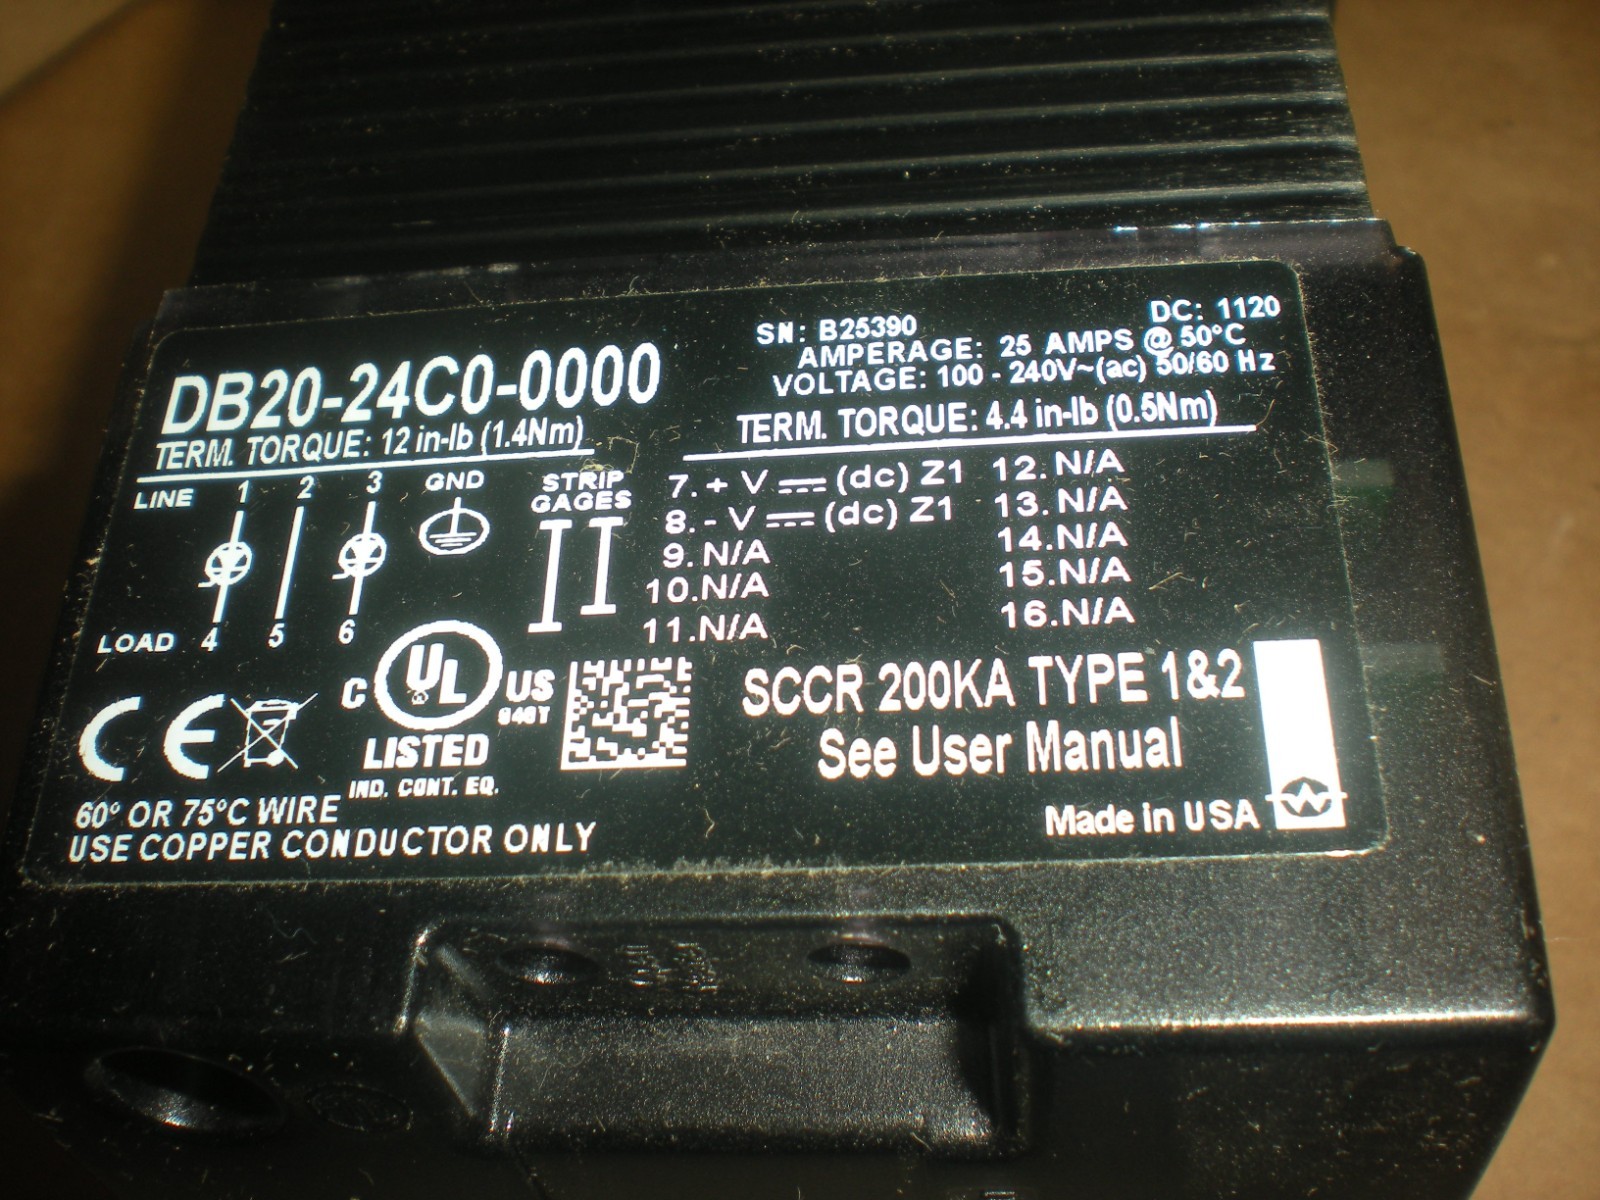 DB20-24C0-0000
TERM. TORQUE: 12 in-lb (1.4Nm)
SN: B25390 DC: 1120
AMPERAGE: 25 AMPS @ 50°C
VOLTAGE: 100 - 240V~(ac) 50/60 Hz
TERM. TORQUE: 4.4 in-lb (0.5Nm)
LINE 1 2 3 GND
STRIP
GAGES
LOAD 4 5 6
7. + V ⎓ (dc) Z1
8. - V ⎓ (dc) Z1
9. N/A
10. N/A
11. N/A
12. N/A
13. N/A
14. N/A
15. N/A
16. N/A
CE
C UL US
LISTED
IND. CONT. EQ.
SCCR 200KA TYPE 1&2
See User Manual
60° OR 75°C WIRE
USE COPPER CONDUCTOR ONLY
Made in USA
W